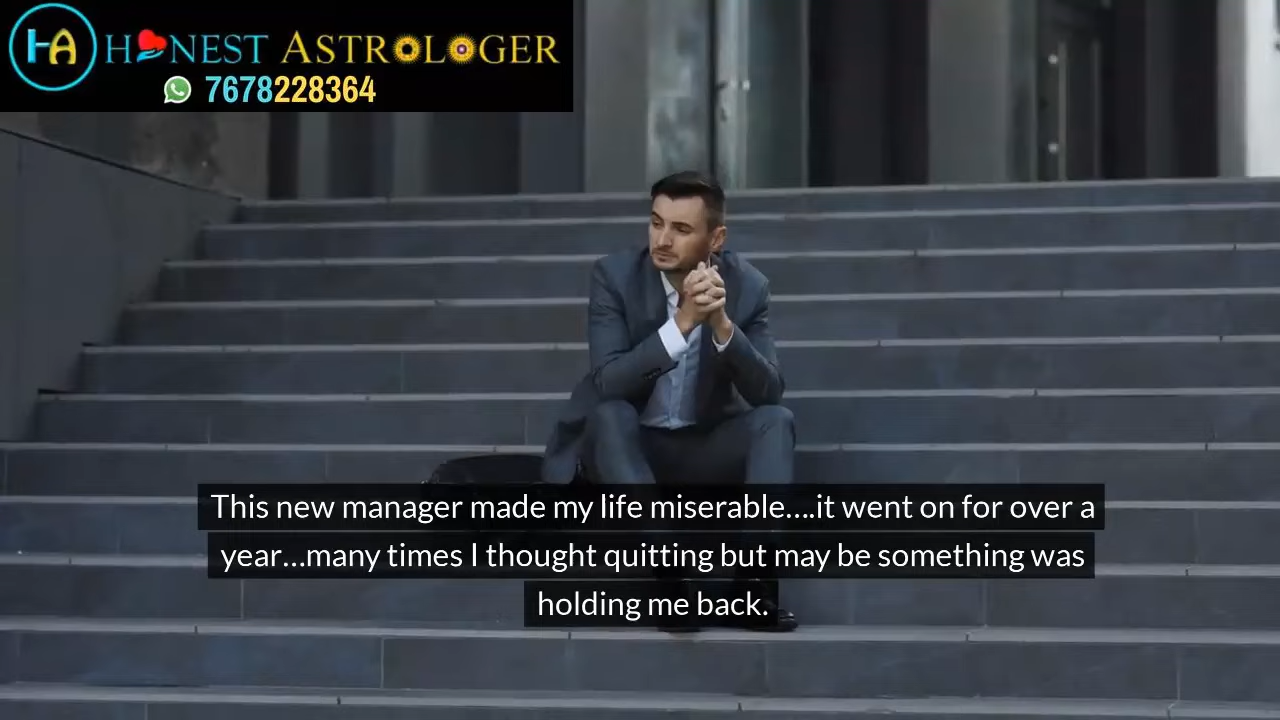 HA HONEST ASTROLOGER
7678228364
This new manager made my life miserable....it went on for over a
year...many times I thought quitting but may be something was
holding me back.